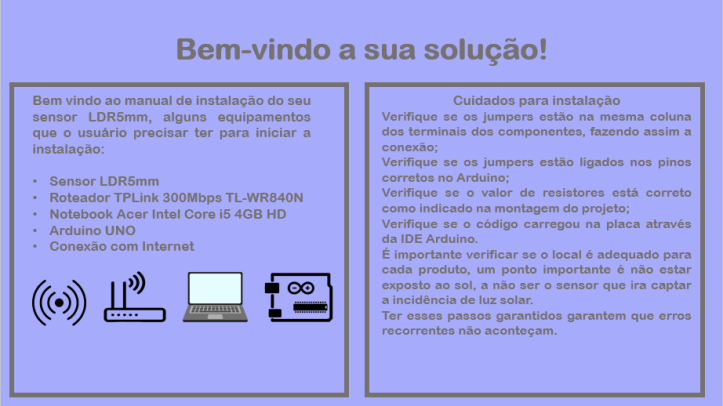 Bem-vindo a sua solução!
Bem vindo ao manual de instalação do seu
sensor LDR5mm, alguns equipamentos
que o usuário precisar ter para iniciar a
instalação:
• Sensor LDR5mm
• Roteador TPLink 300Mbps TL-WR840N
• Notebook Acer Intel Core i5 4GB HD
• Arduino UNO
• Conexão com Internet
Cuidados para instalação
Verifique se os jumpers estão na mesma coluna
dos terminais dos componentes, fazendo assim a
conexão;
Verifique se os jumpers estão ligados nos pinos
corretos no Arduino;
Verifique se o valor de resistores está correto
como indicado na montagem do projeto;
Verifique se o código carregou na placa através
da IDE Arduino.
É importante verificar se o local é adequado para
cada produto, um ponto importante é não estar
exposto ao sol, a não ser o sensor que ira captar
a incidência de luz solar.
Ter esses passos garantidos garantem que erros
recorrentes não aconteçam.